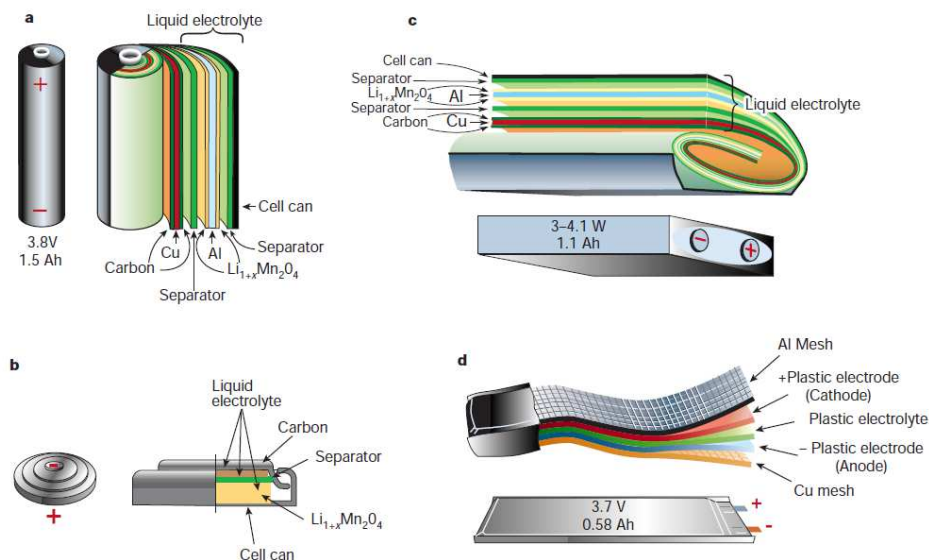 a
Liquid electrolyte
+
−
3.8V
1.5 Ah
Cell can
Separator
Carbon
Cu
Al
Li1+xMn2O4
Separator
b
Liquid
electrolyte
Carbon
Separator
Li1+xMn2O4
Cell can
−
+
c
Cell can
Separator
Li1+xMn2O4
Al
Separator
Carbon
Cu
Liquid electrolyte
3–4.1 W
1.1 Ah
−
+
d
Al Mesh
+Plastic electrode
(Cathode)
Plastic electrolyte
− Plastic electrode
(Anode)
Cu mesh
3.7 V
0.58 Ah
+
-